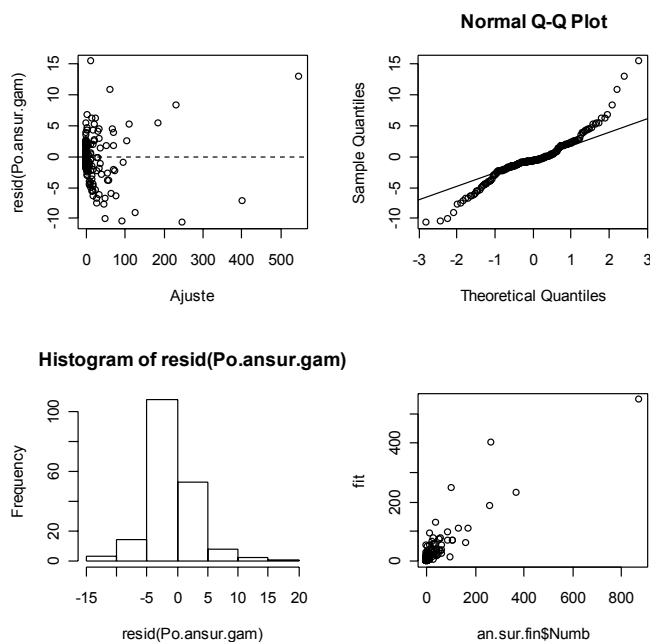 resid(Po.ansur.gam)
15
10
5
0
-5
-10
0 100 200 300 400 500
Ajuste
Normal Q-Q Plot
Sample Quantiles
15
10
5
0
-5
-10
-3 -2 -1 0 1 2 3
Theoretical Quantiles
Histogram of resid(Po.ansur.gam)
Frequency
100
60
20
0
-15 -5 0 5 10 20
resid(Po.ansur.gam)
fit
400
200
0
0 200 400 600 800
an.sur.fin$Numb